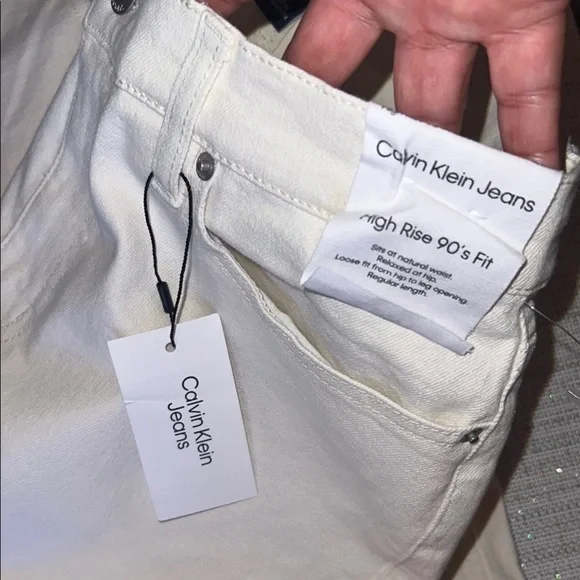 Calvin Klein Jeans
High Rise 90's Fit
Sits at natural waist.
Relaxed at hip.
Loose fit from hip to leg opening.
Regular length.
Calvin Klein
Jeans